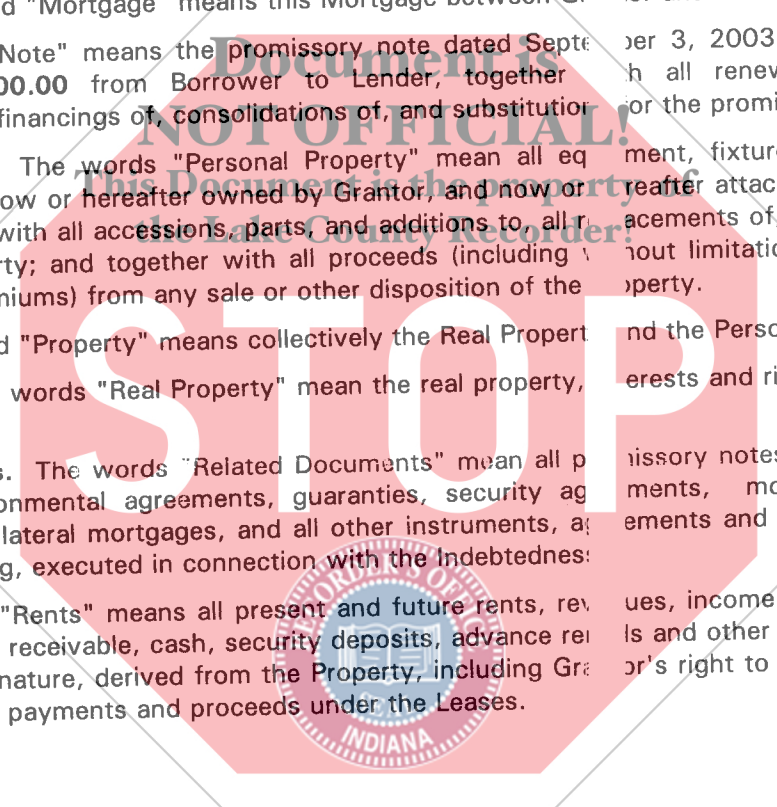 d "Mortgage" means this Mortgage between
Note" means the promissory note dated Septe ber 3, 2003
00.00 from Borrower to Lender, together h all renew
financings of, consolidations of, and substitution or the promi
The words "Personal Property" mean all eq ment, fixture
ow or hereafter owned by Grantor, and now or reafter attac
with all accessions, parts, and additions to, all r acements of,
rty; and together with all proceeds (including hout limitatio
niums) from any sale or other disposition of the perty.
d "Property" means collectively the Real Propert nd the Perso
words "Real Property" mean the real property, erests and ri
s. The words "Related Documents" mean all p issory notes
onmental agreements, guaranties, security ag ments, mo
lateral mortgages, and all other instruments, ag ements and
g, executed in connection with the Indebtednes
"Rents" means all present and future rents, rev ues, income
receivable, cash, security deposits, advance re ls and other
nature, derived from the Property, including Gra or's right to
payments and proceeds under the Leases.
Document is
NOT OFFICIAL!
This Document is the property of
the Lake County Recorder!
STOP
RECORDER'S OFFICE
INDIANA